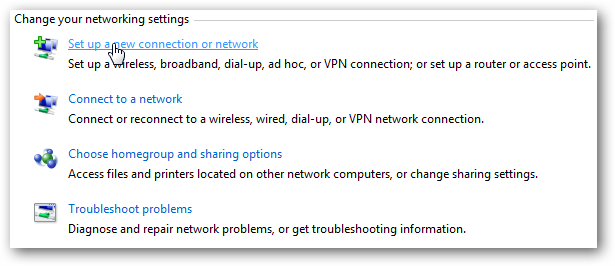 Change your networking settings
Set up a new connection or network
Set up a wireless, broadband, dial-up, ad hoc, or VPN connection; or set up a router or access point.
Connect to a network
Connect or reconnect to a wireless, wired, dial-up, or VPN network connection.
Choose homegroup and sharing options
Access files and printers located on other network computers, or change sharing settings.
Troubleshoot problems
Diagnose and repair network problems, or get troubleshooting information.